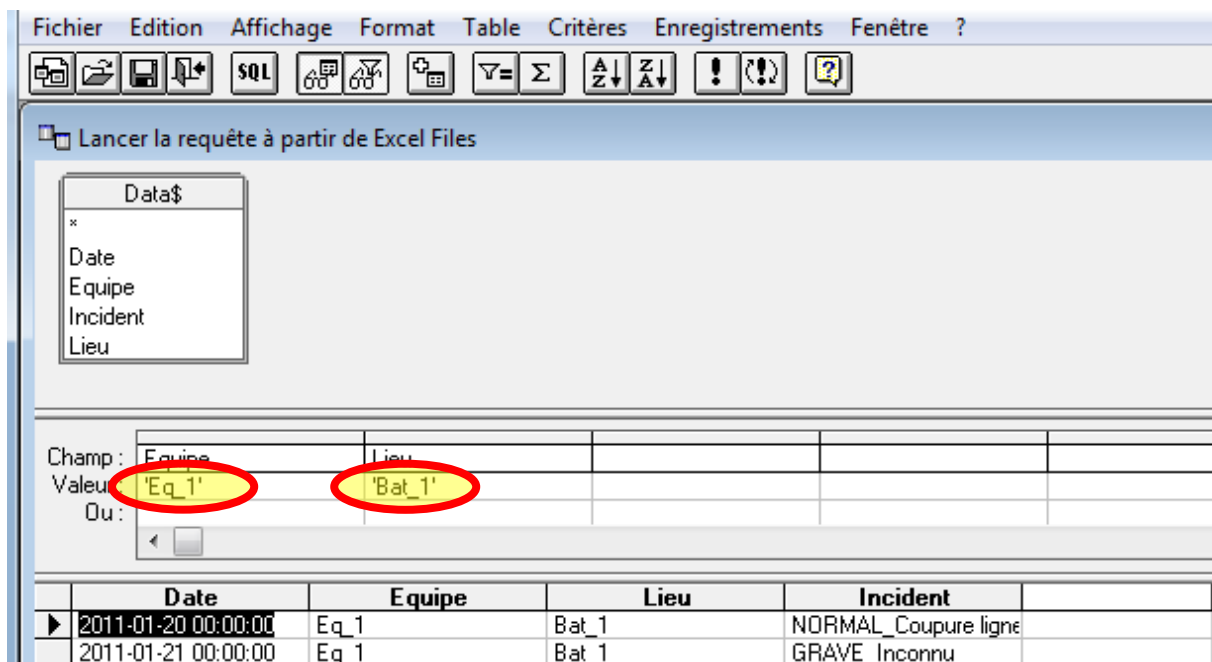 Fichier Edition Affichage Format Table Critères Enregistrements Fenêtre ?
SQL
Lancer la requête à partir de Excel Files
Data$
*
Date
Equipe
Incident
Lieu
Champ : Equipe Lieu
Valeur : 'Eq_1' 'Bat_1'
Ou :
Date Equipe Lieu Incident
2011-01-20 00:00:00 Eq_1 Bat_1 NORMAL_Coupure ligne
2011-01-21 00:00:00 Eq_1 Bat_1 GRAVE_Inconnu